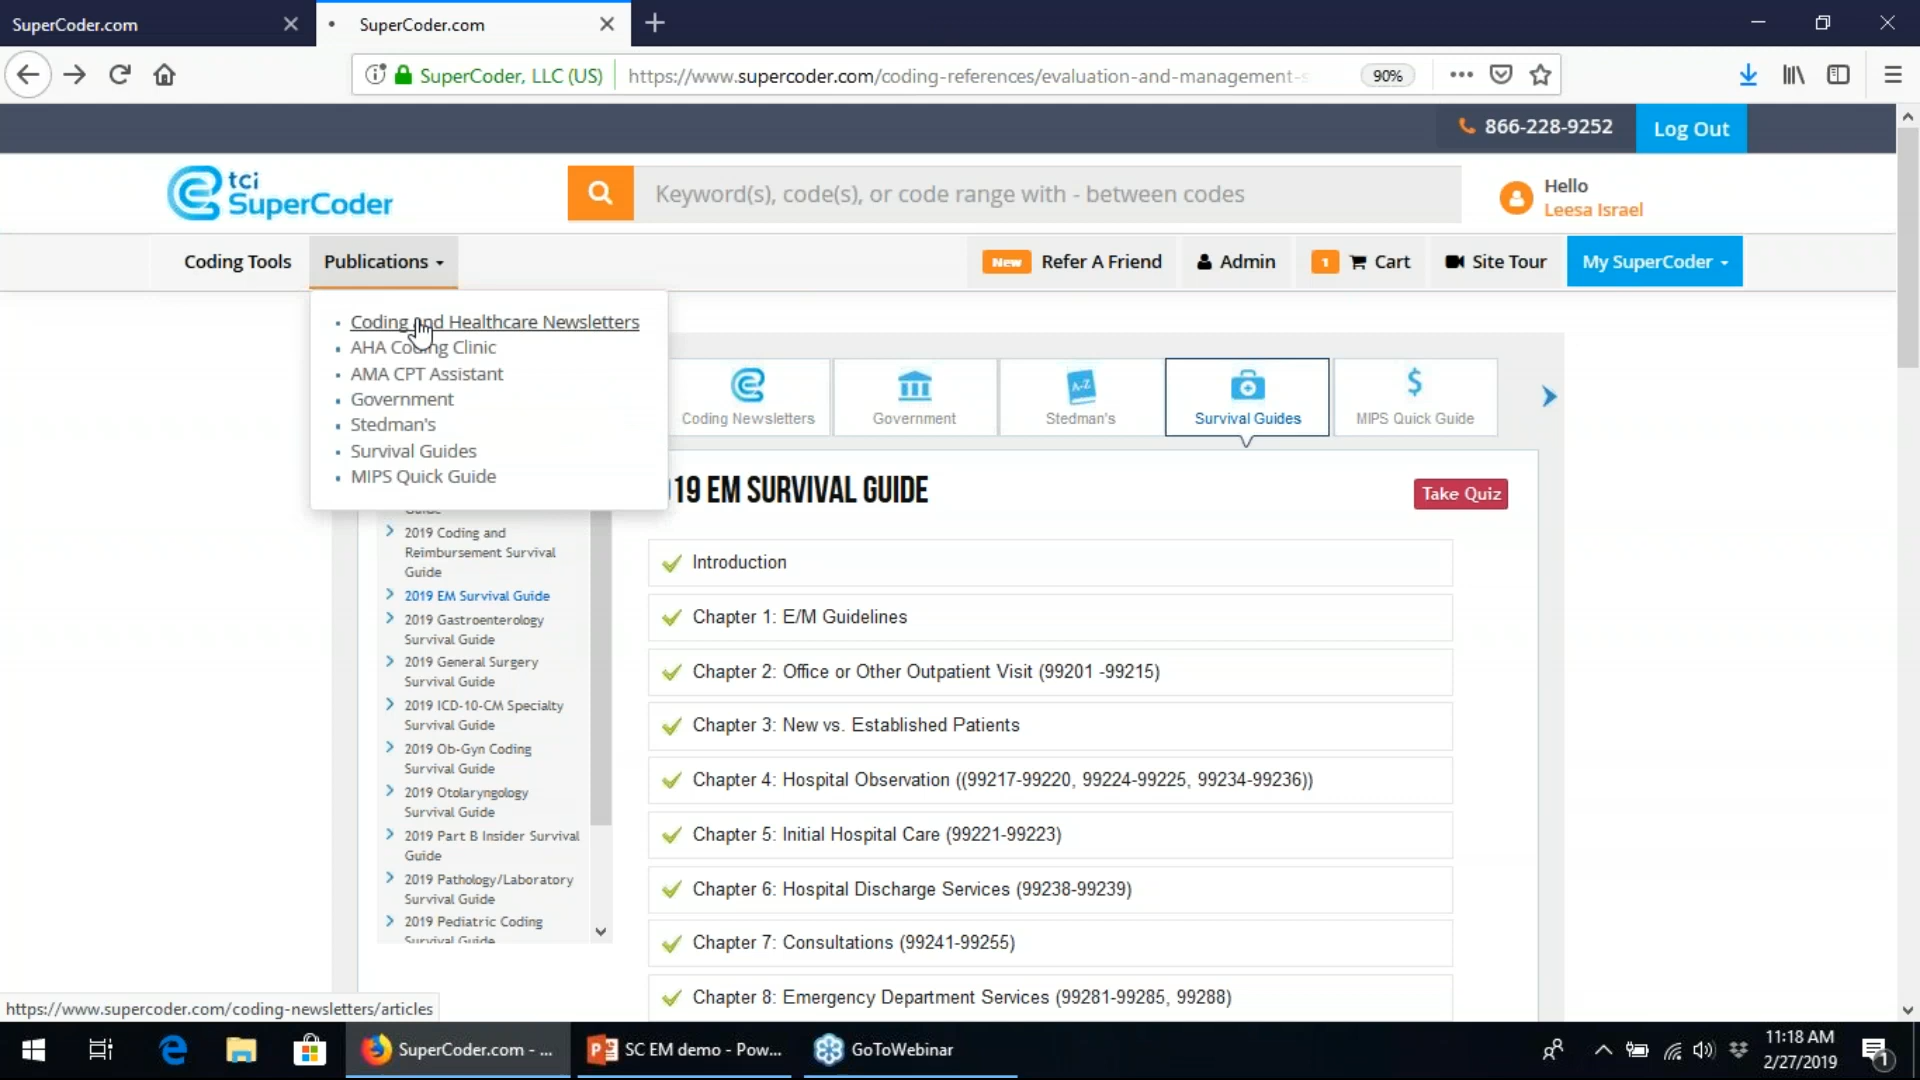 SuperCoder.com
SuperCoder.com
SuperCoder, LLC (US)
https://www.supercoder.com/coding-references/evaluation-and-management-s
90%
866-228-9252
Log Out
tci
SuperCoder
Keyword(s), code(s), or code range with - between codes
Hello
Leesa Israel
Coding Tools
Publications
New
Refer A Friend
Admin
1
Cart
Site Tour
My SuperCoder
Coding and Healthcare Newsletters
AHA Coding Clinic
AMA CPT Assistant
Government
Stedman's
Survival Guides
MIPS Quick Guide
Coding Newsletters
Government
A-Z
Stedman's
Survival Guides
MIPS Quick Guide
19 EM SURVIVAL GUIDE
Take Quiz
Guide
2019 Coding and
Reimbursement Survival
Guide
2019 EM Survival Guide
2019 Gastroenterology
Survival Guide
2019 General Surgery
Survival Guide
2019 ICD-10-CM Specialty
Survival Guide
2019 Ob-Gyn Coding
Survival Guide
2019 Otolaryngology
Survival Guide
2019 Part B Insider Survival
Guide
2019 Pathology/Laboratory
Survival Guide
2019 Pediatric Coding
Survival Guide
Introduction
Chapter 1: E/M Guidelines
Chapter 2: Office or Other Outpatient Visit (99201 -99215)
Chapter 3: New vs. Established Patients
Chapter 4: Hospital Observation ((99217-99220, 99224-99225, 99234-99236))
Chapter 5: Initial Hospital Care (99221-99223)
Chapter 6: Hospital Discharge Services (99238-99239)
Chapter 7: Consultations (99241-99255)
Chapter 8: Emergency Department Services (99281-99285, 99288)
https://www.supercoder.com/coding-newsletters/articles
SuperCoder.com - ...
SC EM demo - Pow...
GoToWebinar
11:18 AM
2/27/2019
1